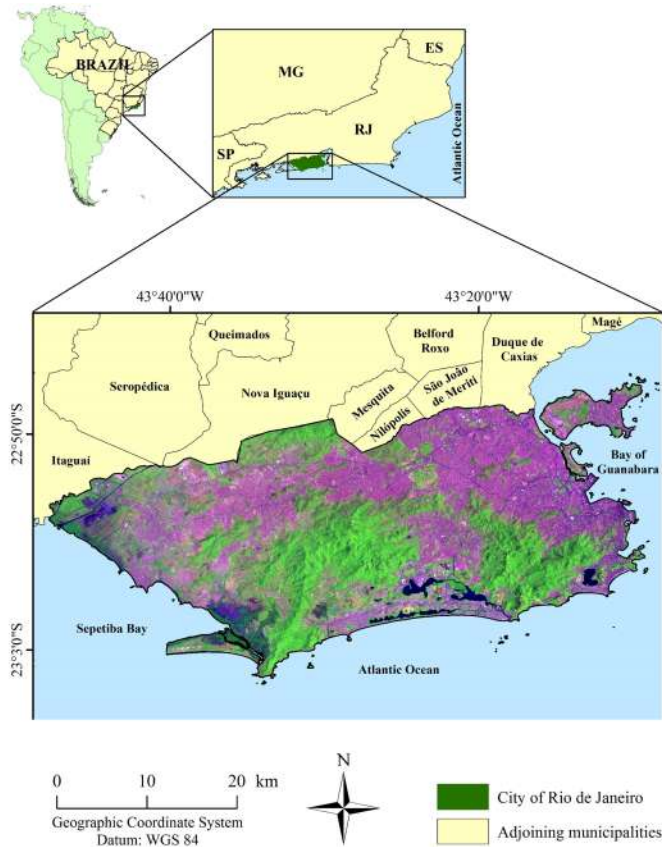 BRAZIL
ES
MG
RJ
SP
Atlantic Ocean
43°40'0"W
43°20'0"W
Magé
Queimados
Belford
Roxo
Duque de
Caxias
Seropédica
Nova Iguaçu
Mesquita
São João
de Meriti
Nilópolis
22°50'0"S
Itaguaí
Bay of
Guanabara
Sepetiba Bay
23°3'0"S
Atlantic Ocean
0 10 20 km
Geographic Coordinate System
Datum: WGS 84
N
City of Rio de Janeiro
Adjoining municipalities